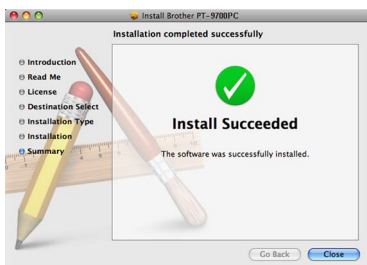 Install Brother PT-9700PC
Installation completed successfully
Introduction
Read Me
License
Destination Select
Installation Type
Installation
Summary
Install Succeeded
The software was successfully installed.
Go Back
Close